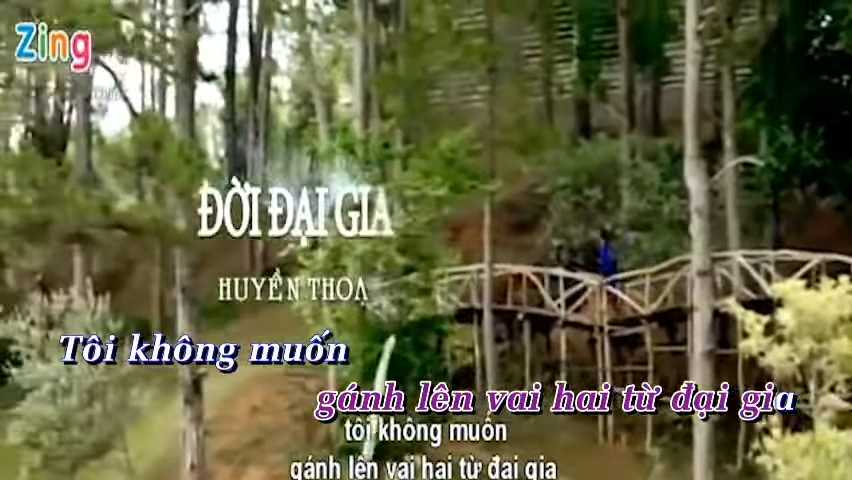 Zing
ĐỜI ĐẠI GIA
HUYỀN THOA
Tôi không muốn
gánh lên vai hai từ đại gia
tôi không muốn
gánh lên vai hai từ đại gia